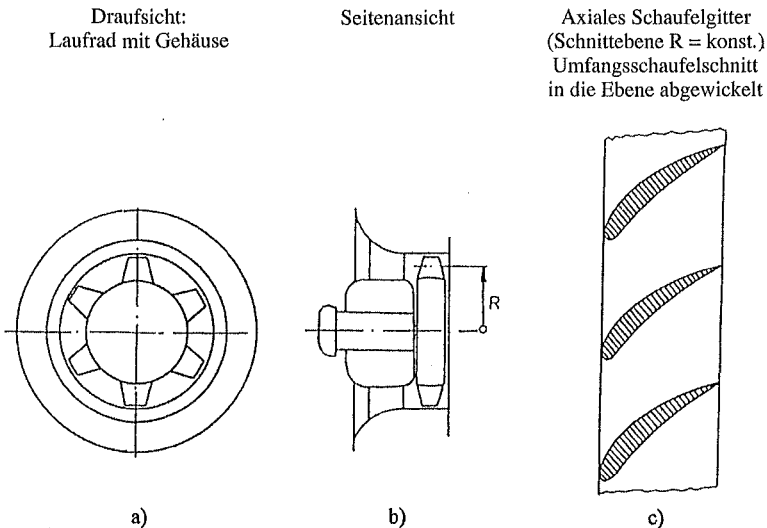 Draufsicht:
Laufrad mit Gehäuse
Seitenansicht
Axiales Schaufelgitter
(Schnittebene R = konst.)
Umfangsschaufelschnitt
in die Ebene abgewickelt
R
a)
b)
c)